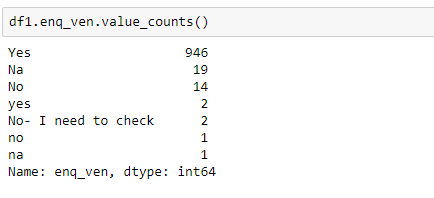 df1.enq_ven.value_counts()
Yes 946
Na 19
No 14
yes 2
No- I need to check 2
no 1
na 1
Name: enq_ven, dtype: int64